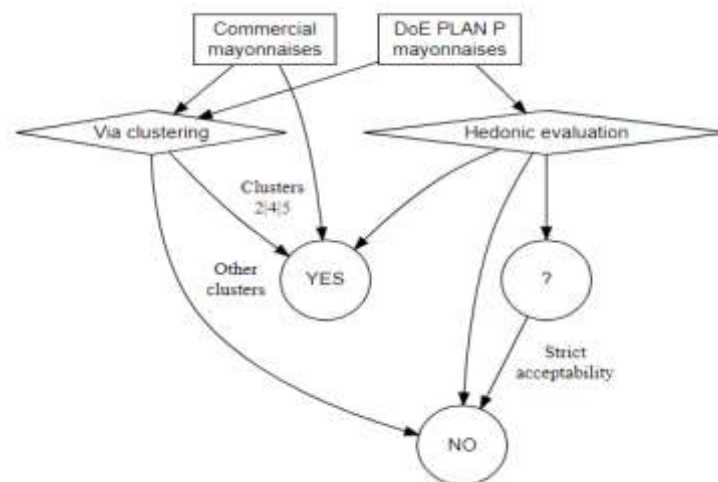 Commercial
mayonnaises
DoE PLAN P
mayonnaises
Via clustering
Hedonic evaluation
Clusters
2|4|5
Other
clusters
YES
?
Strict
acceptability
NO